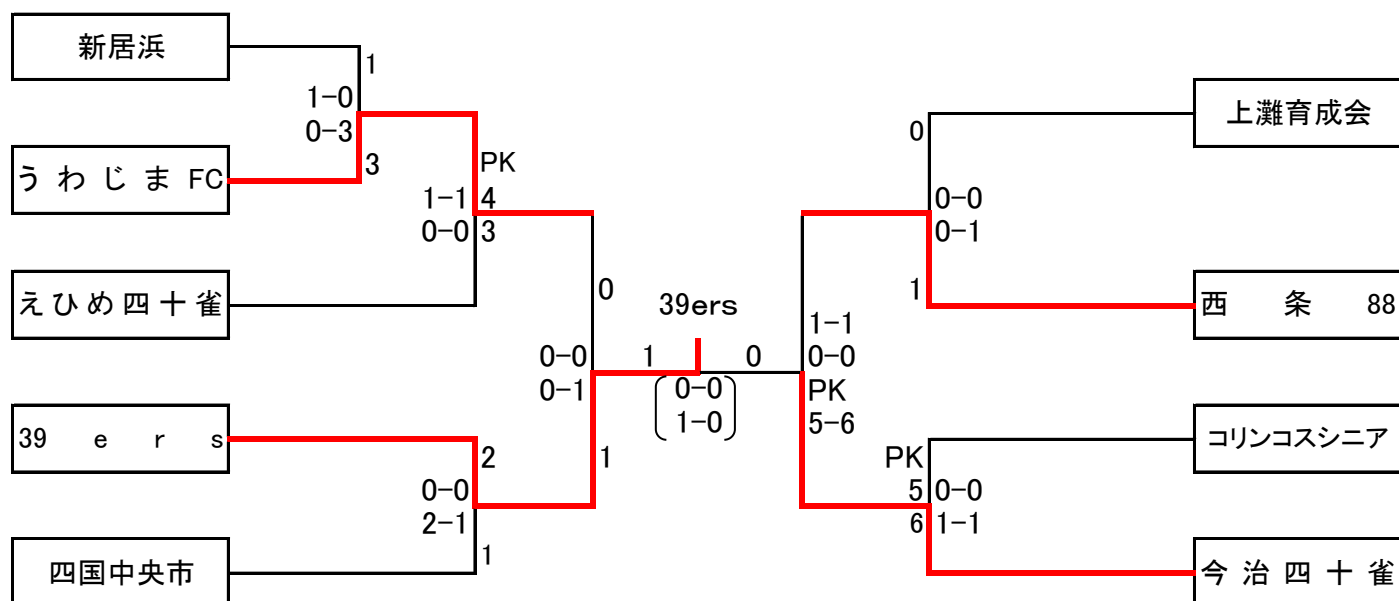 新居浜
1
1-0
0-3
うわじまFC
3
PK
1-1 4
0-0 3
えひめ四十雀
0
39ers
2
0-0
2-1
四国中央市
1
0-0
0-1
1
39ers
1 0
0-0
1-0
上灘育成会
0
0-0
0-1
西条 88
1
1-1
0-0
PK
5-6
コリンコスシニア
PK
5 0-0
6 1-1
今治四十雀